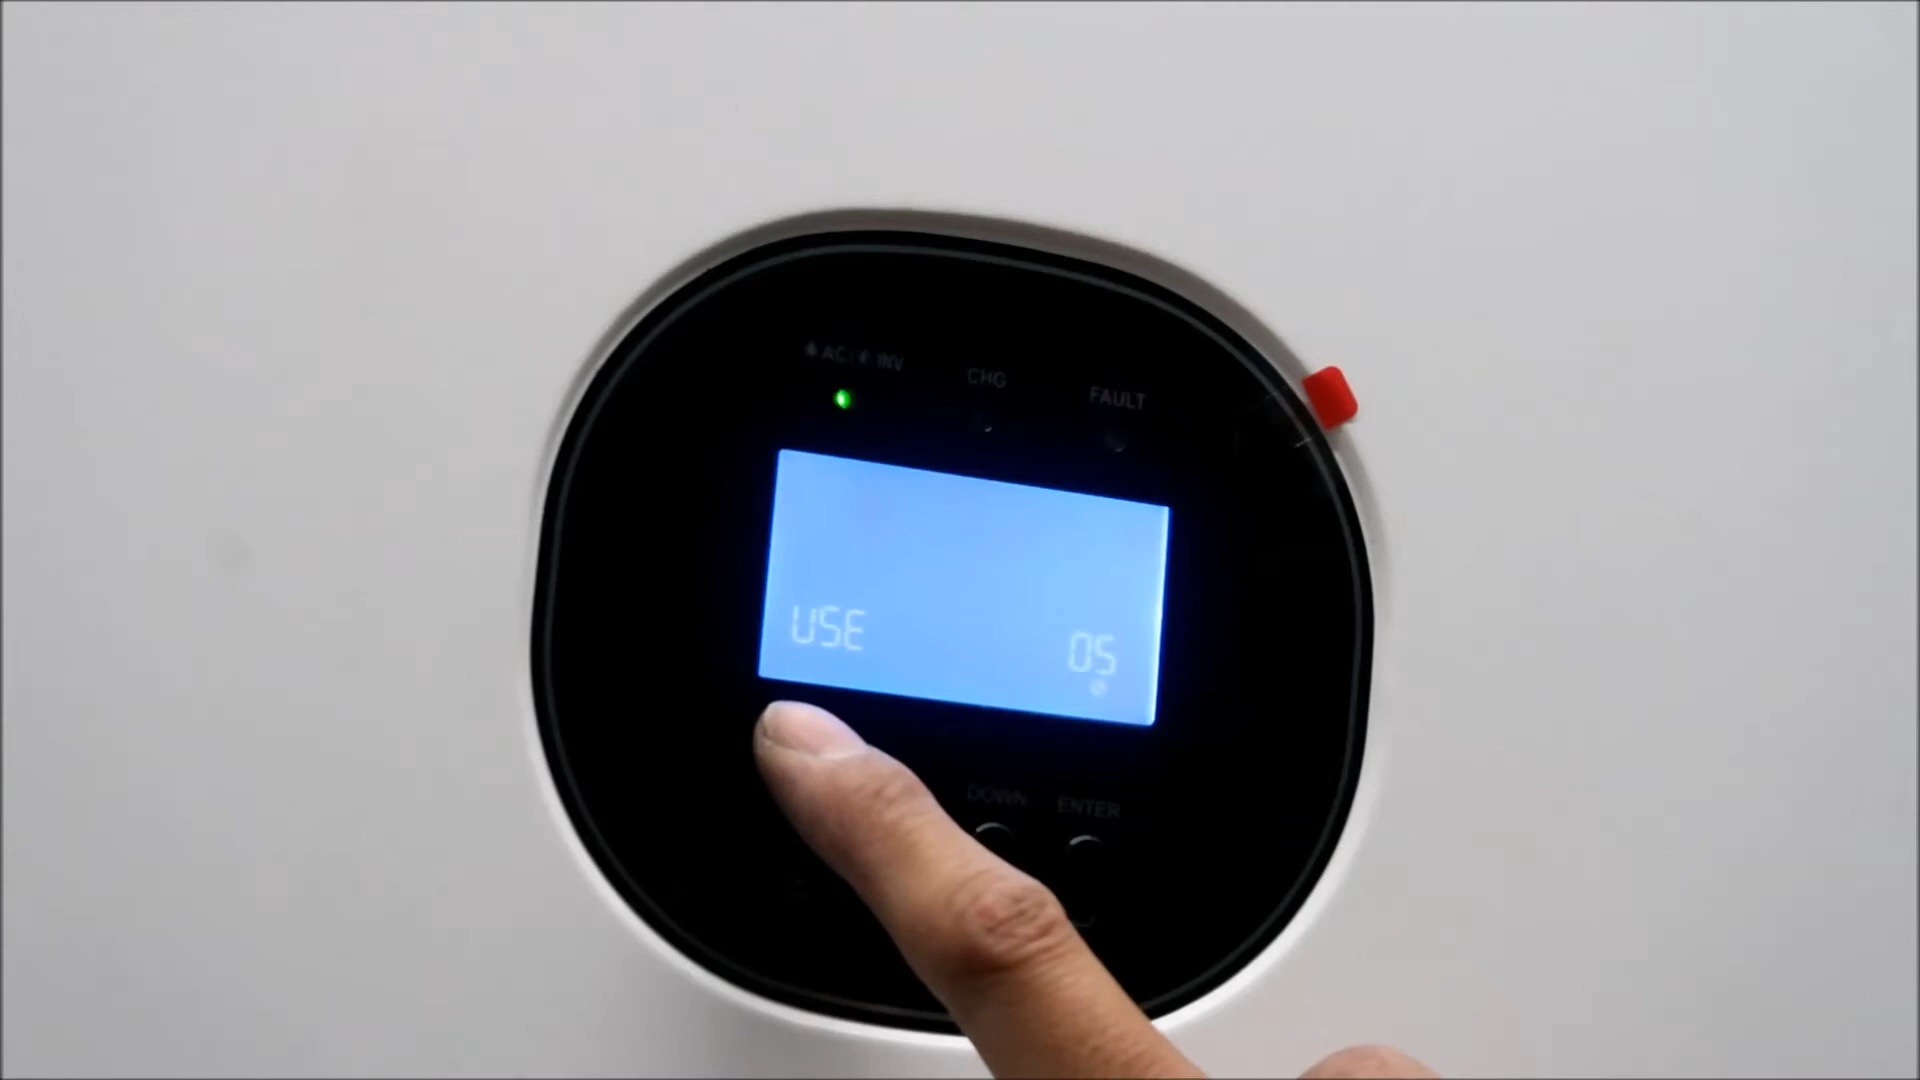 AC/ INV
CHG
FAULT
USE
05
DOWN
ENTER